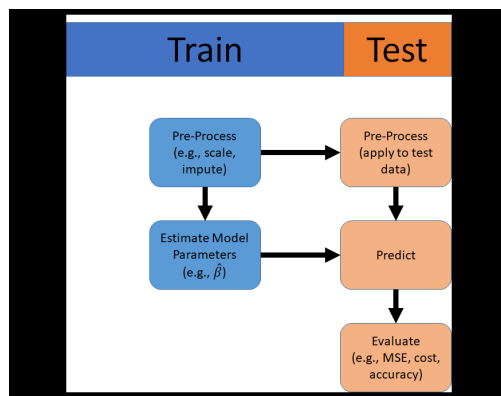 Train
Test
Pre-Process
(e.g., scale,
impute)
Pre-Process
(apply to test
data)
Estimate Model
Parameters
(e.g., β̂)
Predict
Evaluate
(e.g., MSE, cost,
accuracy)